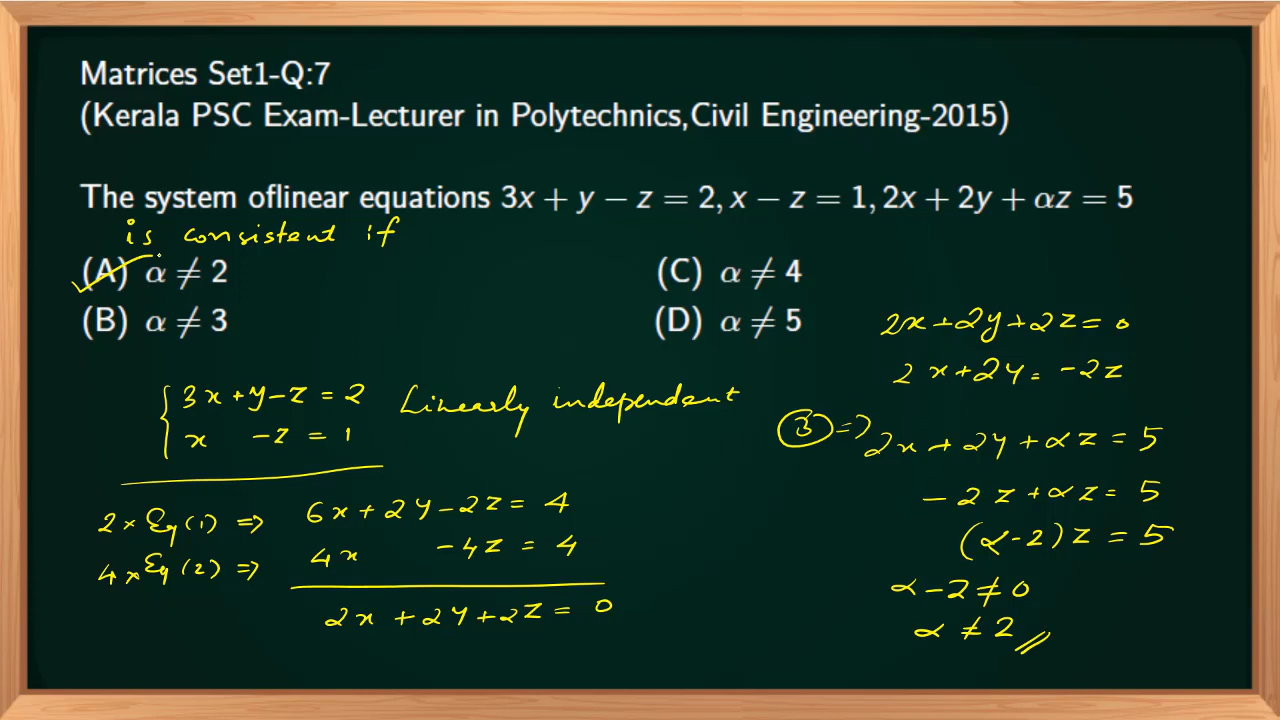 Matrices Set1-Q:7
(Kerala PSC Exam-Lecturer in Polytechnics,Civil Engineering-2015)
The system oflinear equations 3x + y − z = 2, x − z = 1, 2x + 2y + αz = 5
is consistent if
(A) α ≠ 2
(C) α ≠ 4
(B) α ≠ 3
(D) α ≠ 5
3x+y-z = 2 Linearly independent
x -z = 1
2× Eq(1) ⇒ 6x+2y-2z = 4
4×Eq(2) ⇒ 4x -4z = 4
2x+2y+2z = 0
2x+2y+2z = 0
2x+2y = -2z
(3) ⇒ 2x+2y+αz = 5
-2z+αz = 5
(α-2)z = 5
α-2≠0
α ≠ 2 //